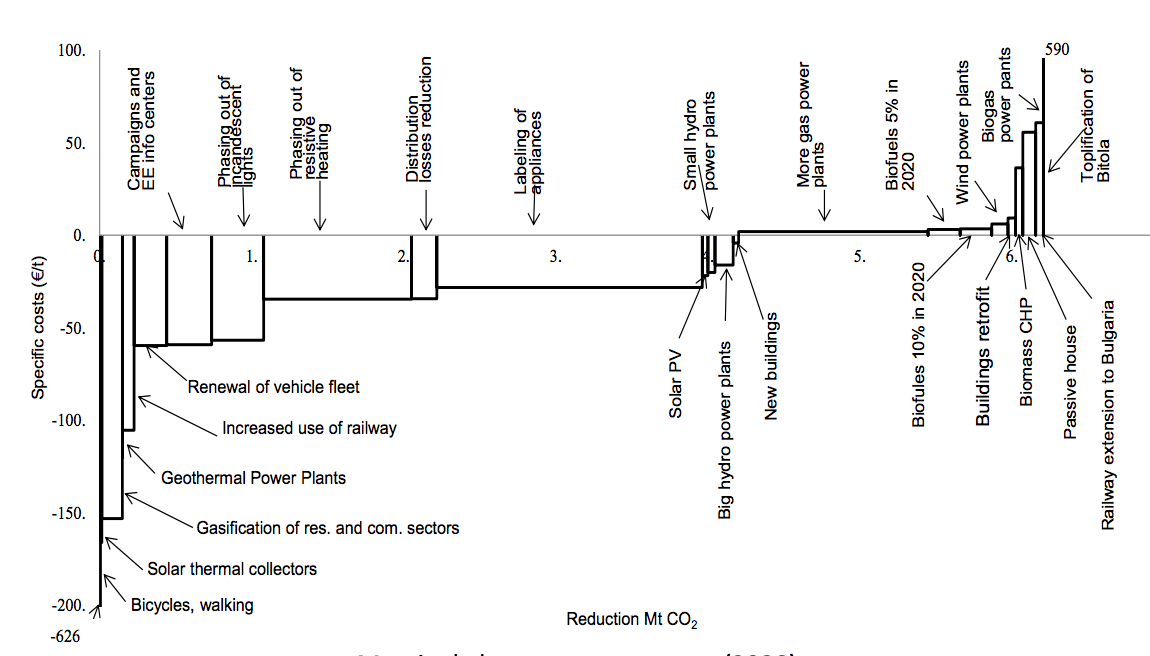 100.
50.
0.
-50.
-100.
-150.
-200.
-626
Specific costs (€/t)
0.
1.
2.
3.
4.
5.
6.
Reduction Mt CO2
590
Campaigns and
EE info centers
Phasing out of
incandescent
lights
Phasing out of
resistive
heating
Distribution
losses reduction
Labeling of
appliances
Small hydro
power plants
More gas power
plants
Biofuels 5% in
2020
Wind power plants
Biogas
power pants
Toplification of
Bitola
Renewal of vehicle fleet
Increased use of railway
Geothermal Power Plants
Gasification of res. and com. sectors
Solar thermal collectors
Bicycles, walking
Solar PV
Big hydro power plants
New buildings
Biofules 10% in 2020
Buildings retrofit
Biomass CHP
Passive house
Railway extension to Bulgaria